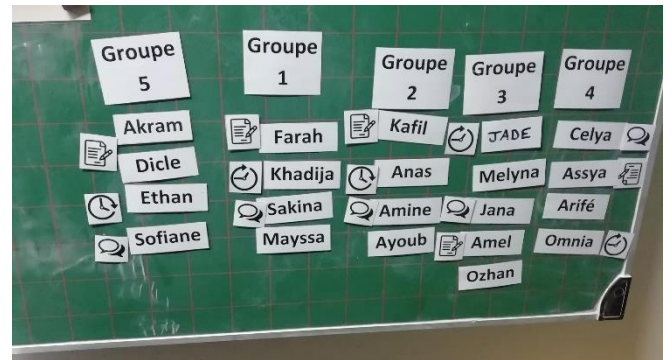 Groupe
5
Akram
Dicle
Ethan
Sofiane
Groupe
1
Farah
Khadija
Sakina
Mayssa
Groupe
2
Kafil
Anas
Amine
Ayoub
Groupe
3
JADE
Melyna
Jana
Amel
Ozhan
Groupe
4
Celya
Assya
Arifé
Omnia